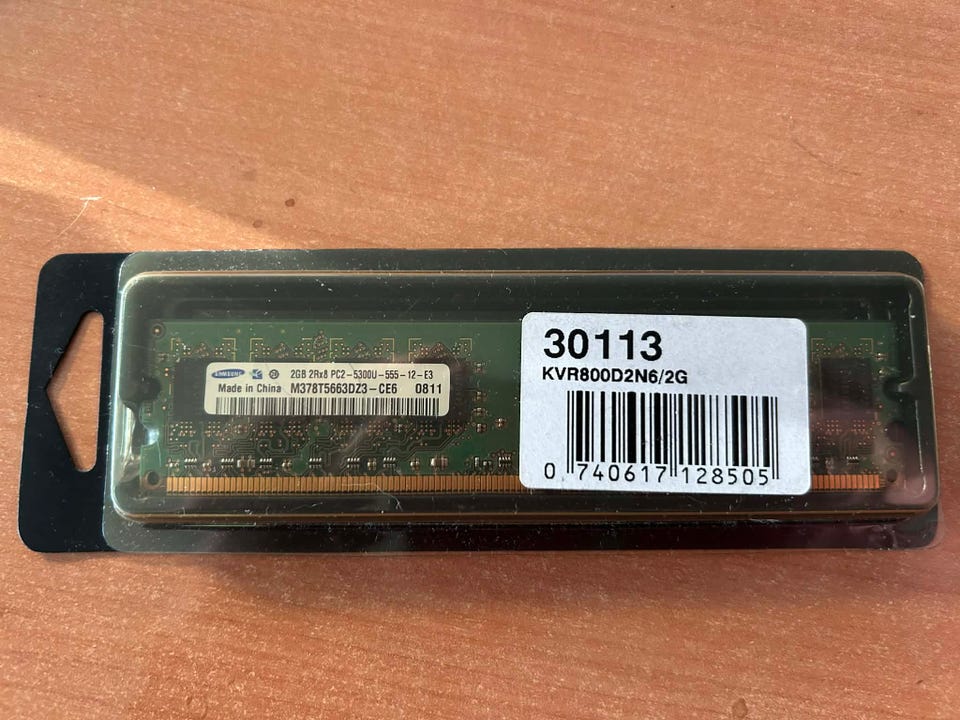 SAMSUNG
2GB 2Rx8 PC2-5300U-555-12-E3
Made in China M378T5663DZ3-CE6 0811
30113
KVR800D2N6/2G
0 740617 128505